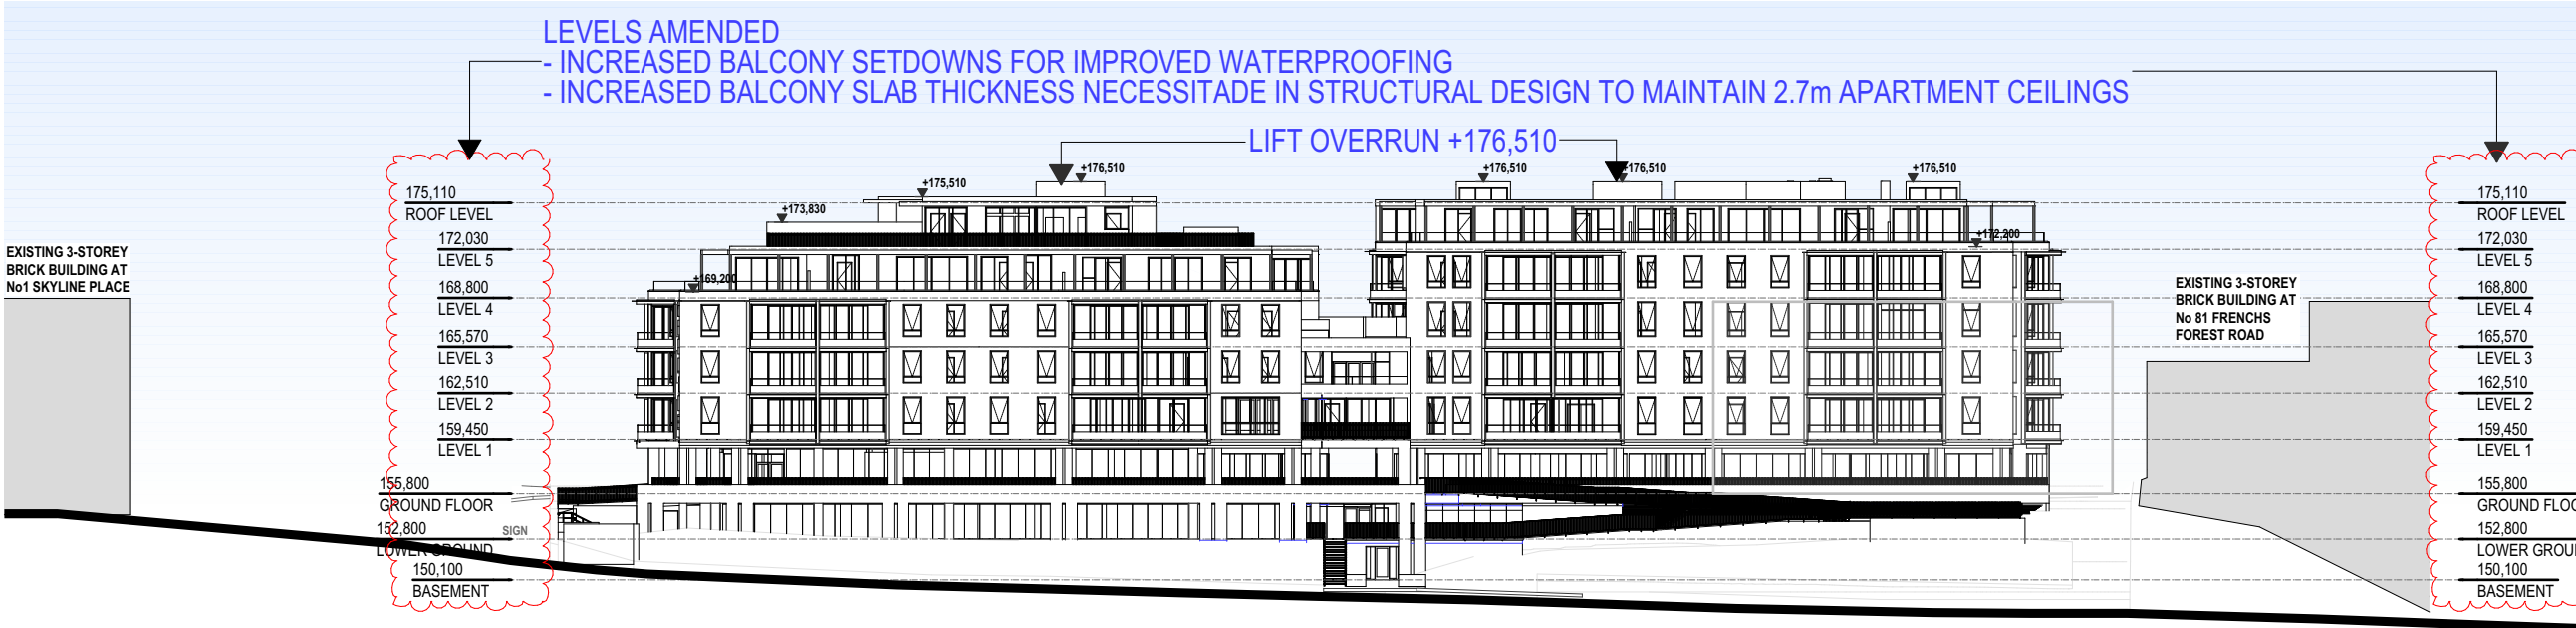 LEVELS AMENDED
- INCREASED BALCONY SETDOWNS FOR IMPROVED WATERPROOFING
- INCREASED BALCONY SLAB THICKNESS NECESSITADE IN STRUCTURAL DESIGN TO MAINTAIN 2.7m APARTMENT CEILINGS
LIFT OVERRUN +176,510
+176,510
+176,510
+176,510
+176,510
+175,510
+173,830
+172,200
+169,200
EXISTING 3-STOREY
BRICK BUILDING AT
No1 SKYLINE PLACE
175,110
ROOF LEVEL
172,030
LEVEL 5
168,800
LEVEL 4
165,570
LEVEL 3
162,510
LEVEL 2
159,450
LEVEL 1
155,800
GROUND FLOOR
152,800
LOWER GROUND
150,100
BASEMENT
SIGN
EXISTING 3-STOREY
BRICK BUILDING AT
No 81 FRENCHS
FOREST ROAD
175,110
ROOF LEVEL
172,030
LEVEL 5
168,800
LEVEL 4
165,570
LEVEL 3
162,510
LEVEL 2
159,450
LEVEL 1
155,800
GROUND FLOO
152,800
LOWER GROU
150,100
BASEMENT